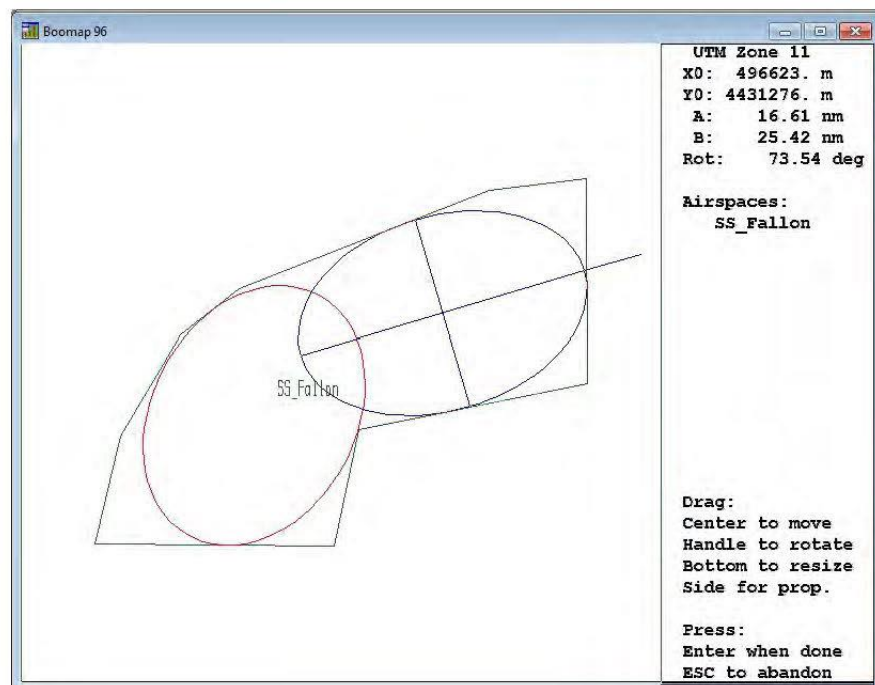 Boomap 96
UTM Zone 11
X0: 496623. m
Y0: 4431276. m
A: 16.61 nm
B: 25.42 nm
Rot: 73.54 deg
Airspaces:
SS_Fallon
SS_Fallon
Drag:
Center to move
Handle to rotate
Bottom to resize
Side for prop.
Press:
Enter when done
ESC to abandon